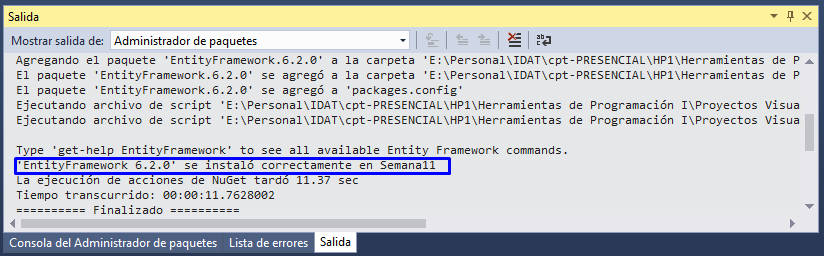 Salida
Mostrar salida de: Administrador de paquetes
Agregando el paquete 'EntityFramework.6.2.0' a la carpeta 'E:\Personal\IDAT\cpt-PRESENCIAL\HP1\Herramientas de P
El paquete 'EntityFramework.6.2.0' se agregó a la carpeta 'E:\Personal\IDAT\cpt-PRESENCIAL\HP1\Herramientas de P
El paquete 'EntityFramework.6.2.0' se agregó a 'packages.config'
Ejecutando archivo de script 'E:\Personal\IDAT\cpt-PRESENCIAL\HP1\Herramientas de Programación I\Proyectos Visua
Ejecutando archivo de script 'E:\Personal\IDAT\cpt-PRESENCIAL\HP1\Herramientas de Programación I\Proyectos Visua
Type 'get-help EntityFramework' to see all available Entity Framework commands.
'EntityFramework 6.2.0' se instaló correctamente en Semana11
La ejecución de acciones de NuGet tardó 11.37 sec
Tiempo transcurrido: 00:00:11.7628002
========== Finalizado ==========
Consola del Administrador de paquetes Lista de errores Salida